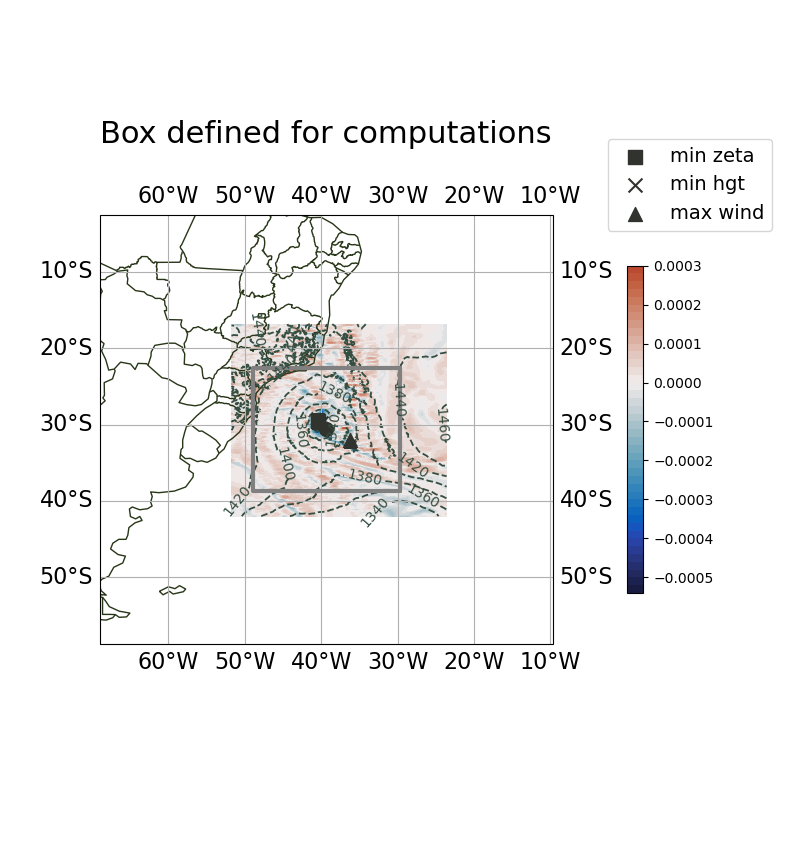 Box defined for computations
min zeta
min hgt
max wind
60°W 50°W 40°W 30°W 20°W 10°W
10°S 10°S
20°S 20°S
30°S 30°S
40°S 40°S
50°S 50°S
60°W 50°W 40°W 30°W 20°W 10°W
0.0003
0.0002
0.0001
0.0000
−0.0001
−0.0002
−0.0003
−0.0004
−0.0005
1420
1380
1440
1460
1360
1400
1420
1380
1360
1420
1340